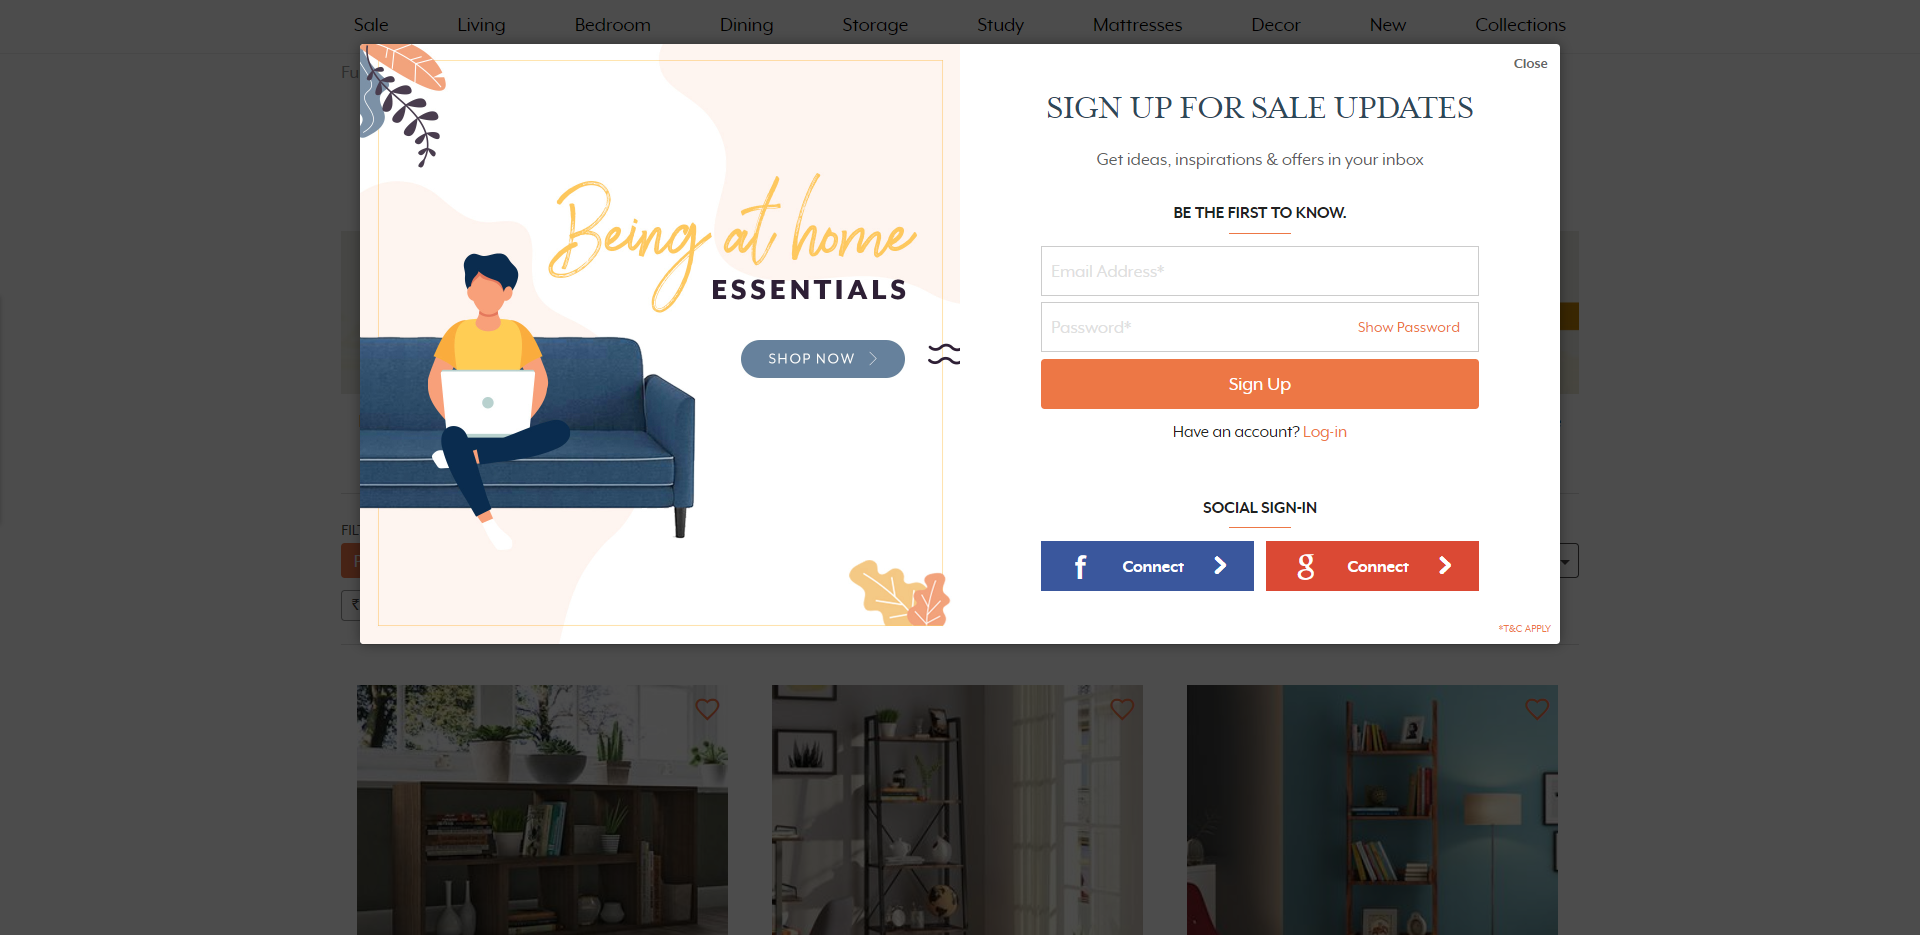 Sale Living Bedroom Dining Storage Study Mattresses Decor New Collections
Close
Being at home
ESSENTIALS
SHOP NOW
SIGN UP FOR SALE UPDATES
Get ideas, inspirations & offers in your inbox
BE THE FIRST TO KNOW.
Email Address*
Password* Show Password
Sign Up
Have an account? Log-in
SOCIAL SIGN-IN
f Connect
g Connect
*T&C APPLY